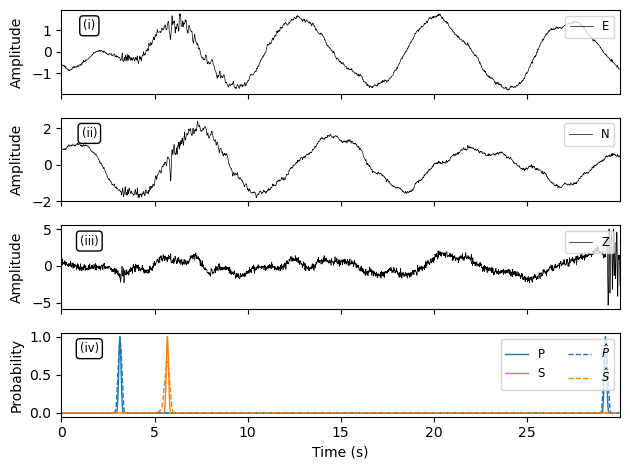 (i)
E
Amplitude
1
0
−1
(ii)
N
Amplitude
2
0
−2
(iii)
Z
Amplitude
5
0
−5
(iv)
P
P̂
S
Ŝ
Probability
1.0
0.5
0.0
0 5 10 15 20 25
Time (s)